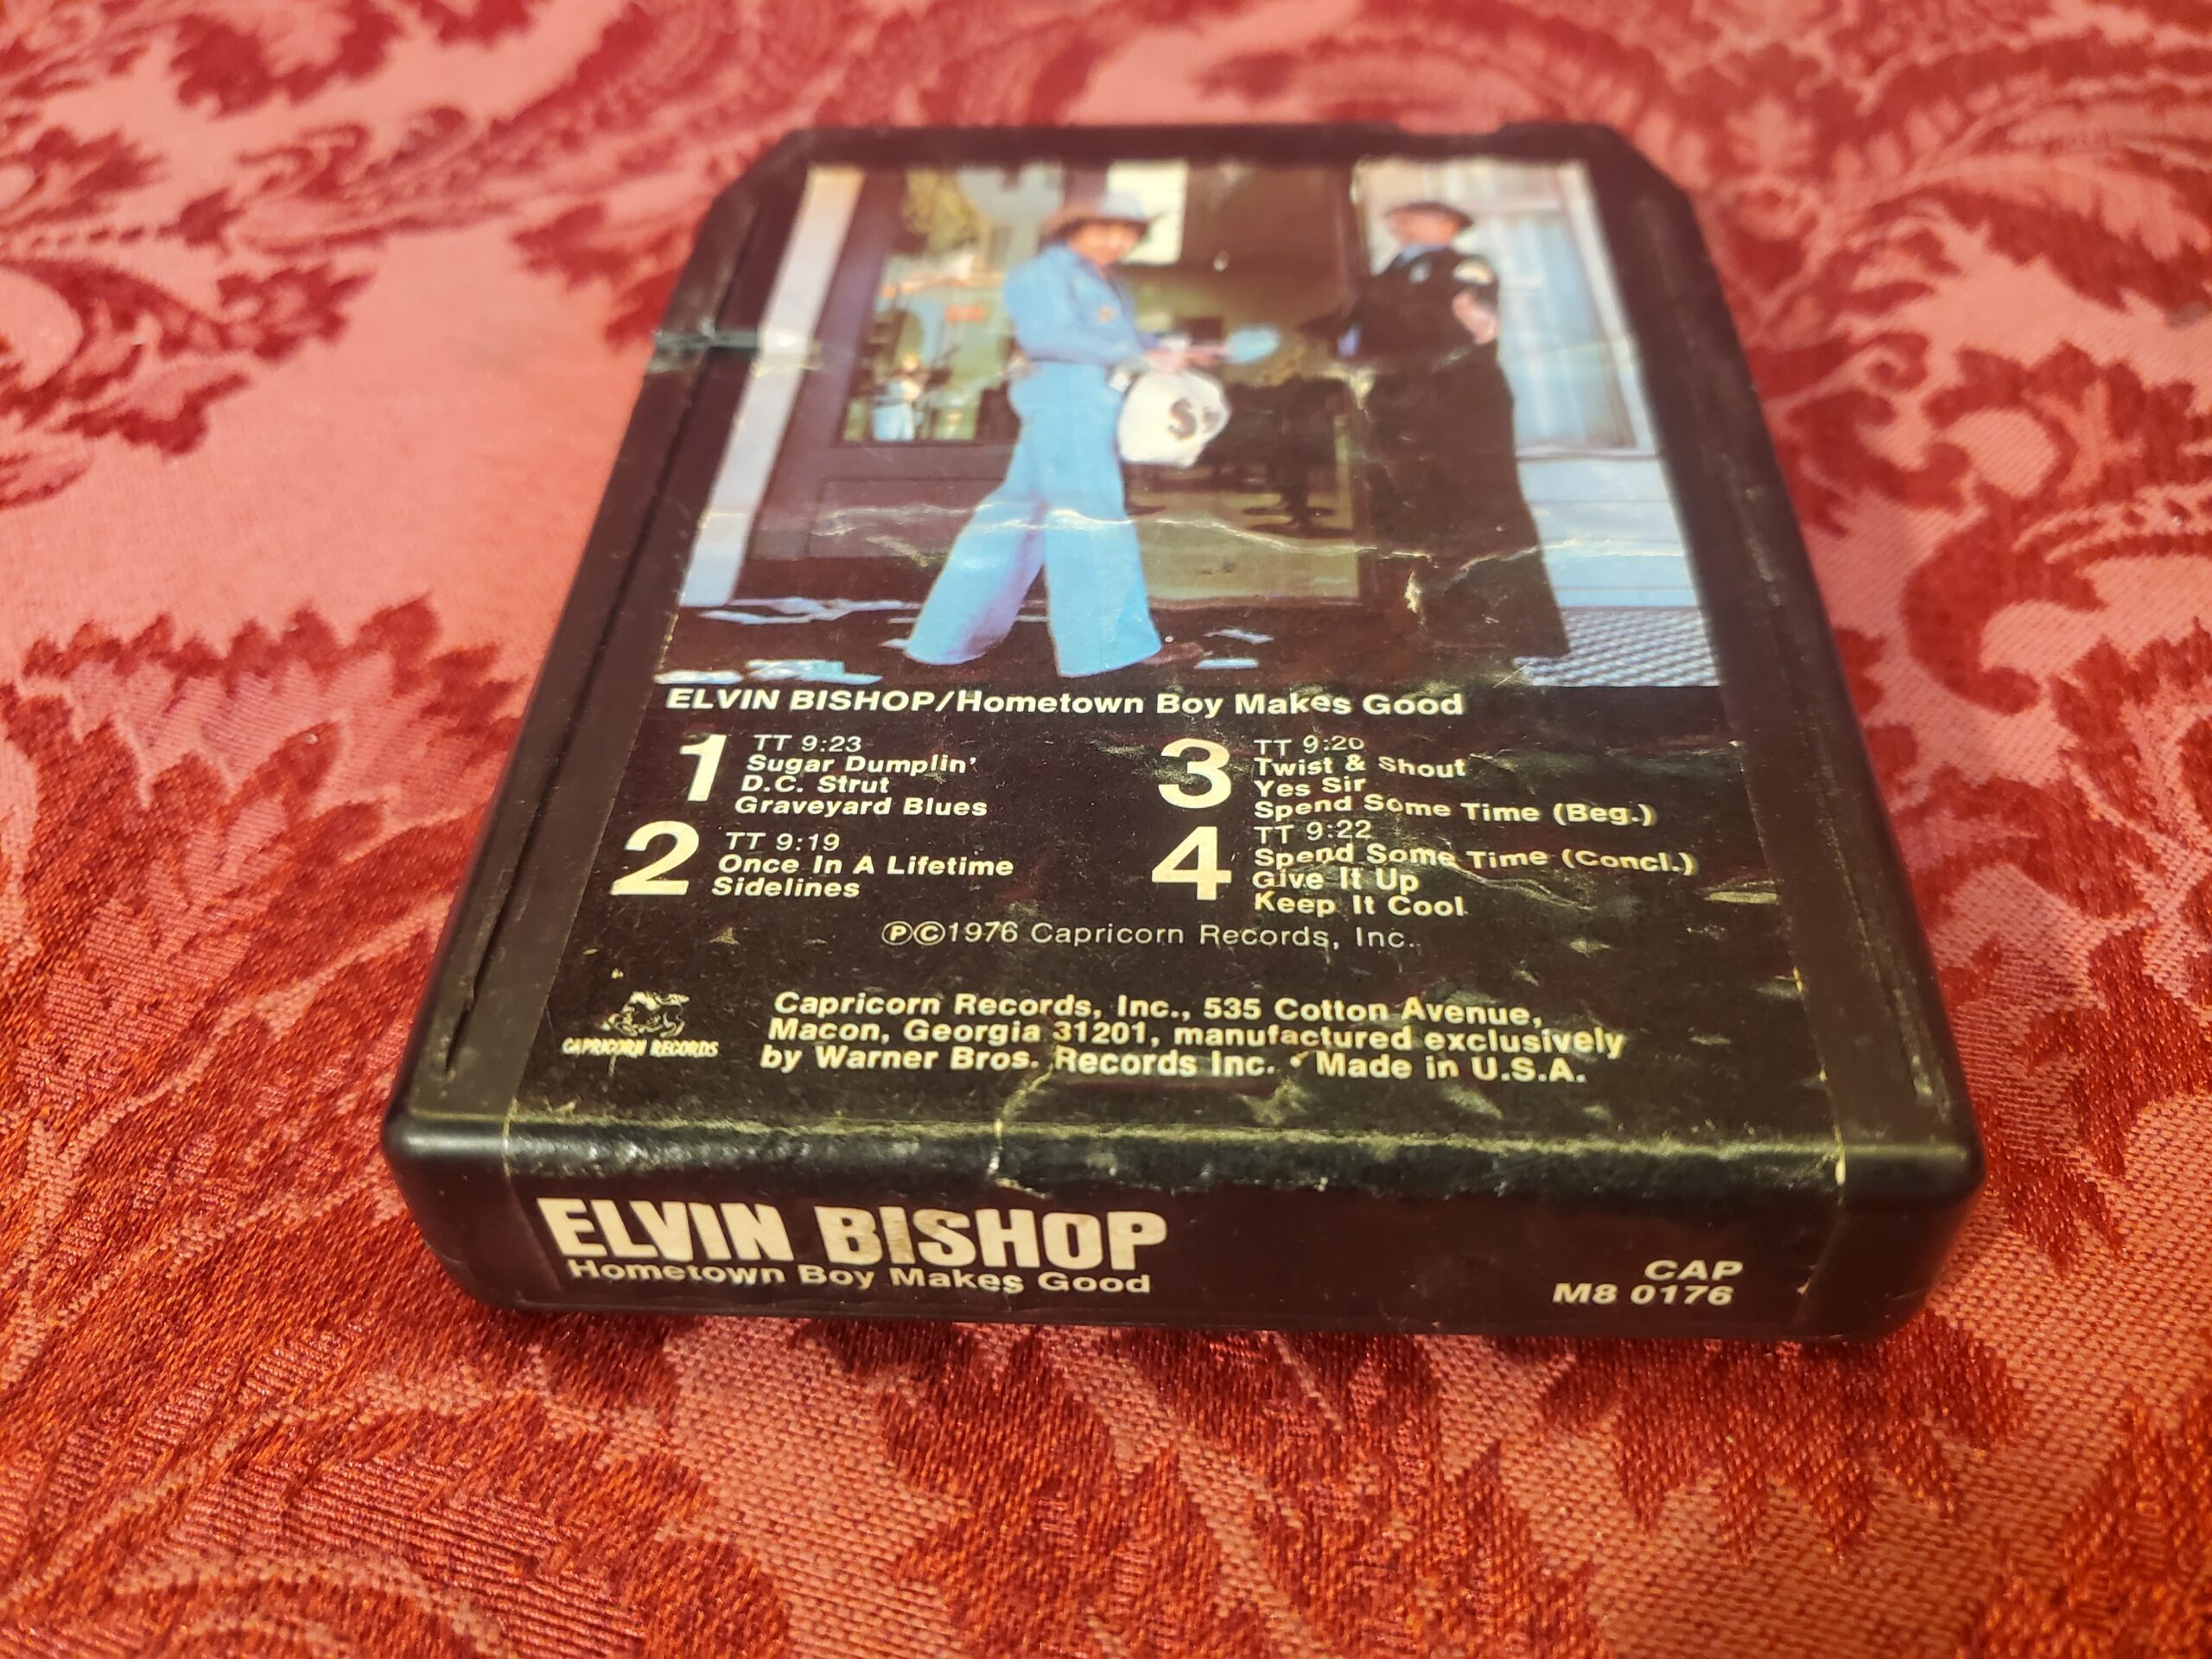 $
ELVIN BISHOP/Hometown Boy Makes Good
1
TT 9:23
Sugar Dumplin'
D.C. Strut
Graveyard Blues
2
TT 9:19
Once In A Lifetime
Sidelines
3
TT 9:20
Twist & Shout
Yes Sir
Spend Some Time (Beg.)
4
TT 9:22
Spend Some Time (Concl.)
Give It Up
Keep It Cool
ⓅⒸ1976 Capricorn Records, Inc.
CAPRICORN RECORDS
Capricorn Records, Inc., 535 Cotton Avenue,
Macon, Georgia 31201, manufactured exclusively
by Warner Bros. Records Inc. • Made in U.S.A.
ELVIN BISHOP
Hometown Boy Makes Good
CAP
M8 0176